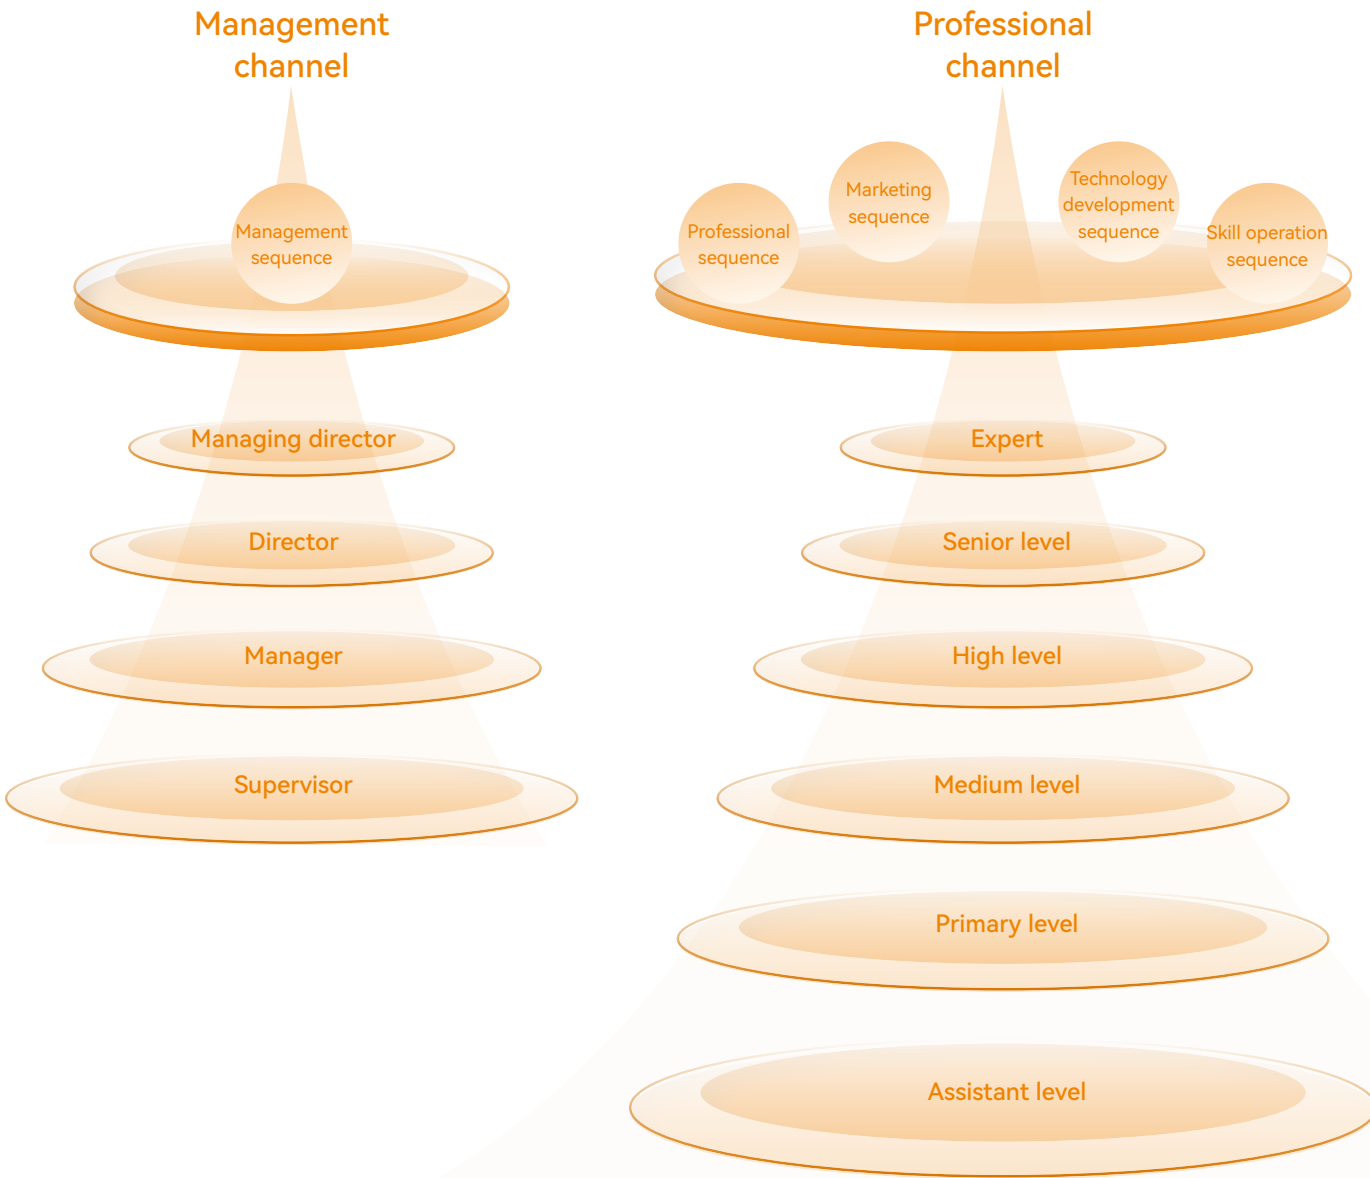 Management
channel
Management
sequence
Managing director
Director
Manager
Supervisor
Professional
channel
Professional
sequence
Marketing
sequence
Technology
development
sequence
Skill operation
sequence
Expert
Senior level
High level
Medium level
Primary level
Assistant level